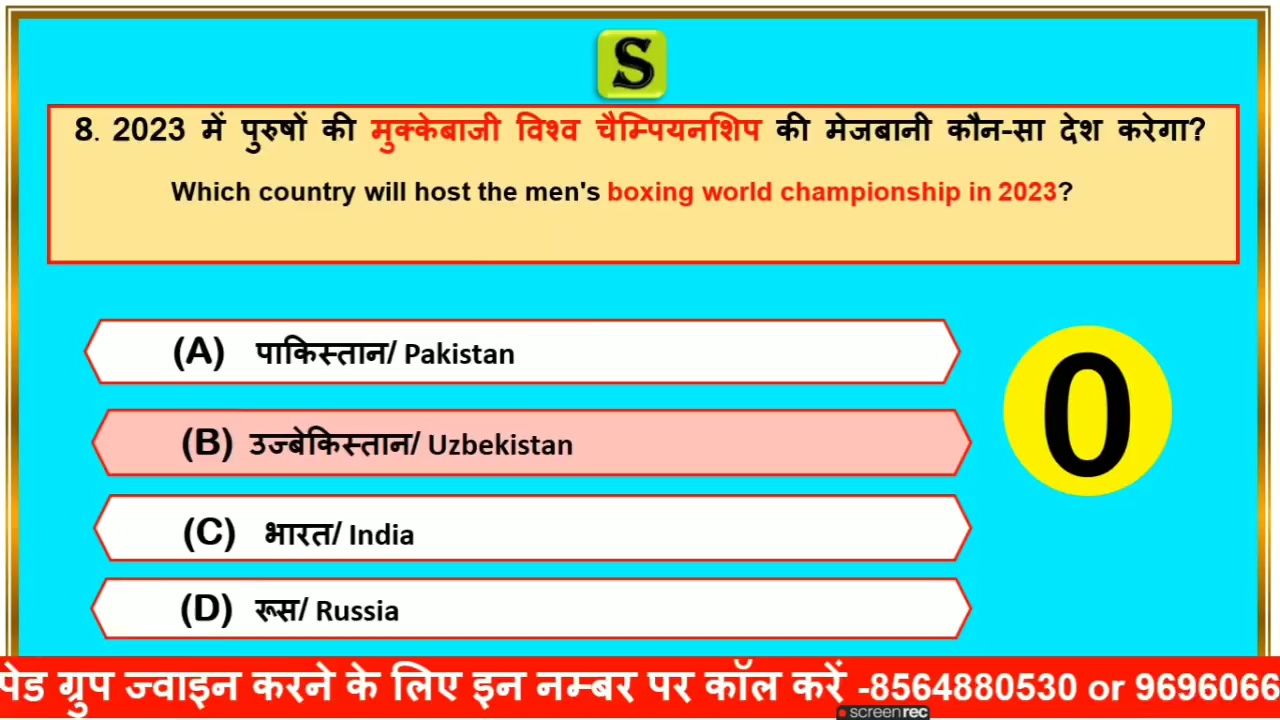 S
8. 2023 में पुरुषों की मुक्केबाजी विश्व चैम्पियनशिप की मेजबानी कौन-सा देश करेगा?
Which country will host the men's boxing world championship in 2023?
(A) पाकिस्तान/ Pakistan
0
(B) उज्बेकिस्तान/ Uzbekistan
(C) भारत/ India
(D) रूस/ Russia
पेड ग्रुप ज्वाइन करने के लिए इन नम्बर पर कॉल करें -8564880530 or 9696066
screenrec